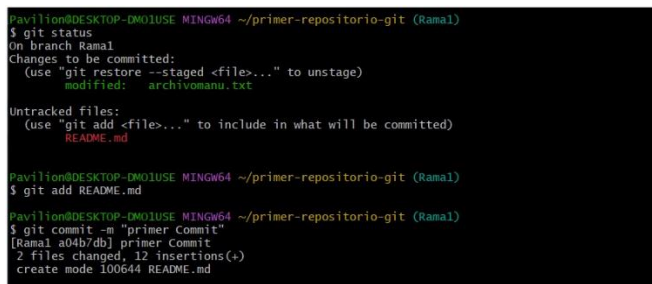 Pavilion@DESKTOP-DMO1USE MINGW64 ~/primer-repositorio-git (Rama1)
$ git status
On branch Rama1
Changes to be committed:
  (use "git restore --staged <file>..." to unstage)
        modified:   archivomanu.txt
Untracked files:
  (use "git add <file>..." to include in what will be committed)
        README.md
Pavilion@DESKTOP-DMO1USE MINGW64 ~/primer-repositorio-git (Rama1)
$ git add README.md
Pavilion@DESKTOP-DMO1USE MINGW64 ~/primer-repositorio-git (Rama1)
$ git commit -m "primer Commit"
[Rama1 a04b7db] primer Commit
 2 files changed, 12 insertions(+)
 create mode 100644 README.md